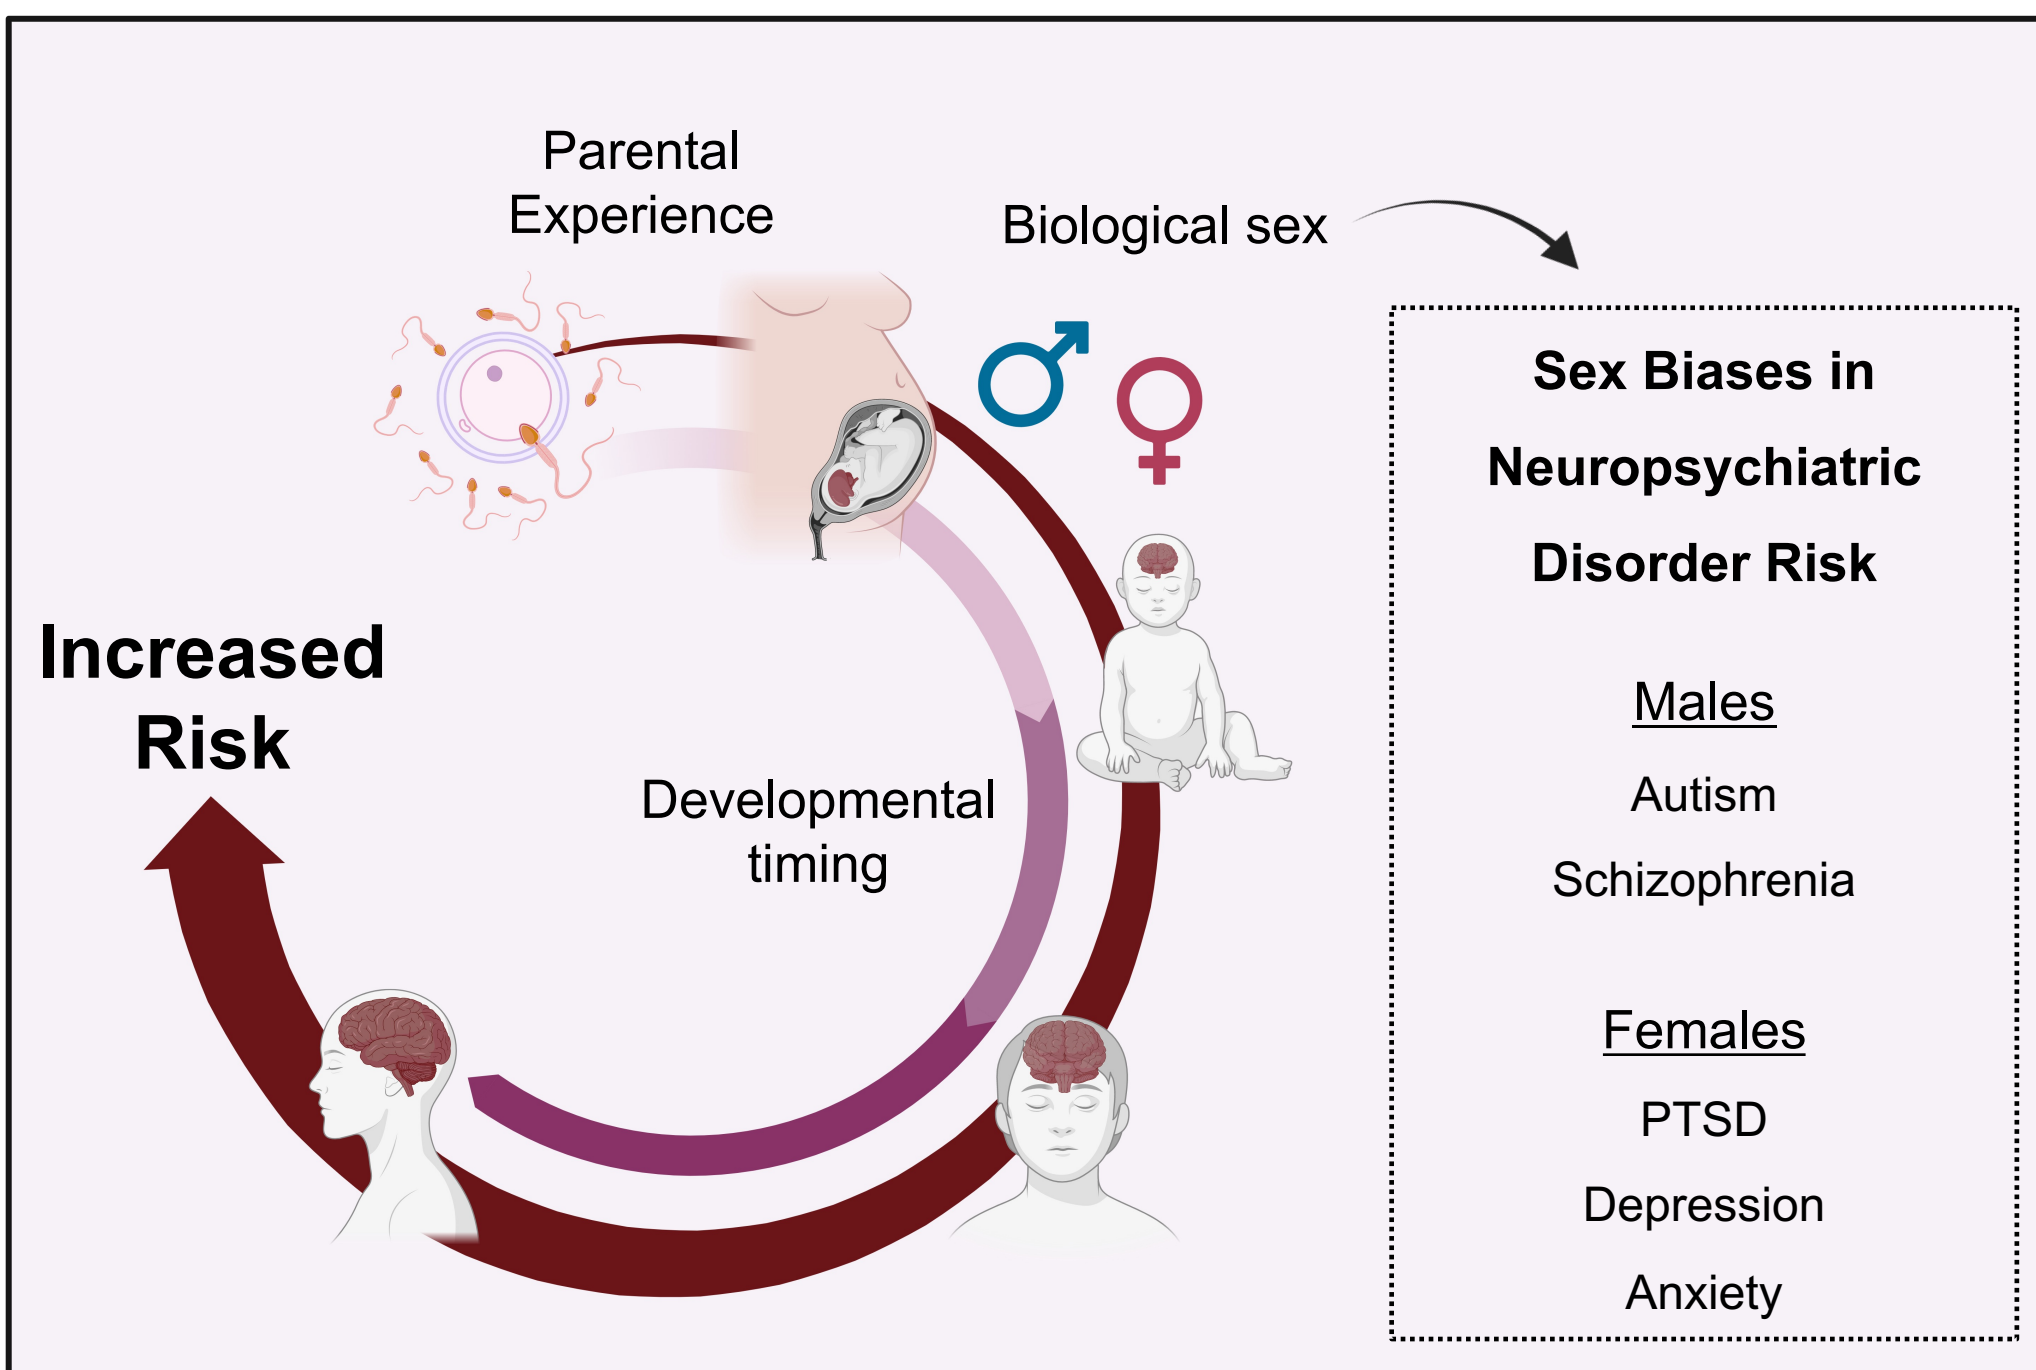 Parental
Experience
Biological sex
Increased
Risk
Developmental
timing
Sex Biases in
Neuropsychiatric
Disorder Risk
Males
Autism
Schizophrenia
Females
PTSD
Depression
Anxiety